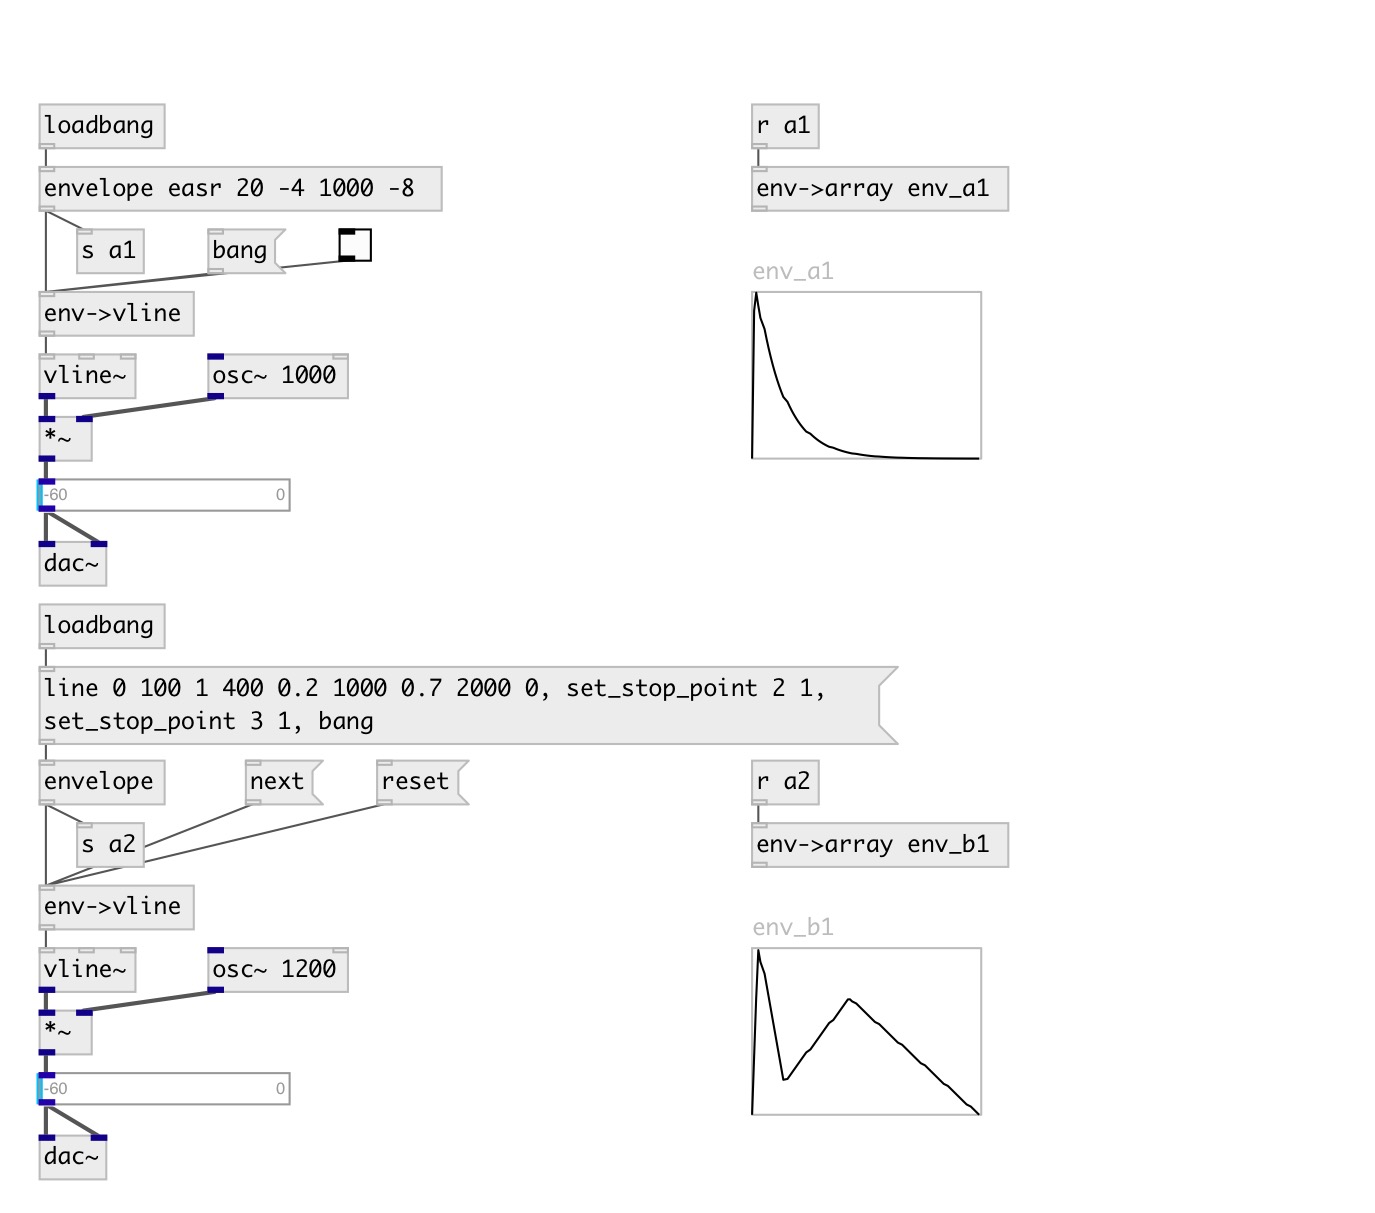 loadbang
envelope easr 20 -4 1000 -8
s a1
bang
env->vline
vline~
osc~ 1000
*~
-60
0
dac~
r a1
env->array env_a1
env_a1
loadbang
line 0 100 1 400 0.2 1000 0.7 2000 0, set_stop_point 2 1,
set_stop_point 3 1, bang
envelope
next
reset
s a2
env->vline
vline~
osc~ 1200
*~
-60
0
dac~
r a2
env->array env_b1
env_b1